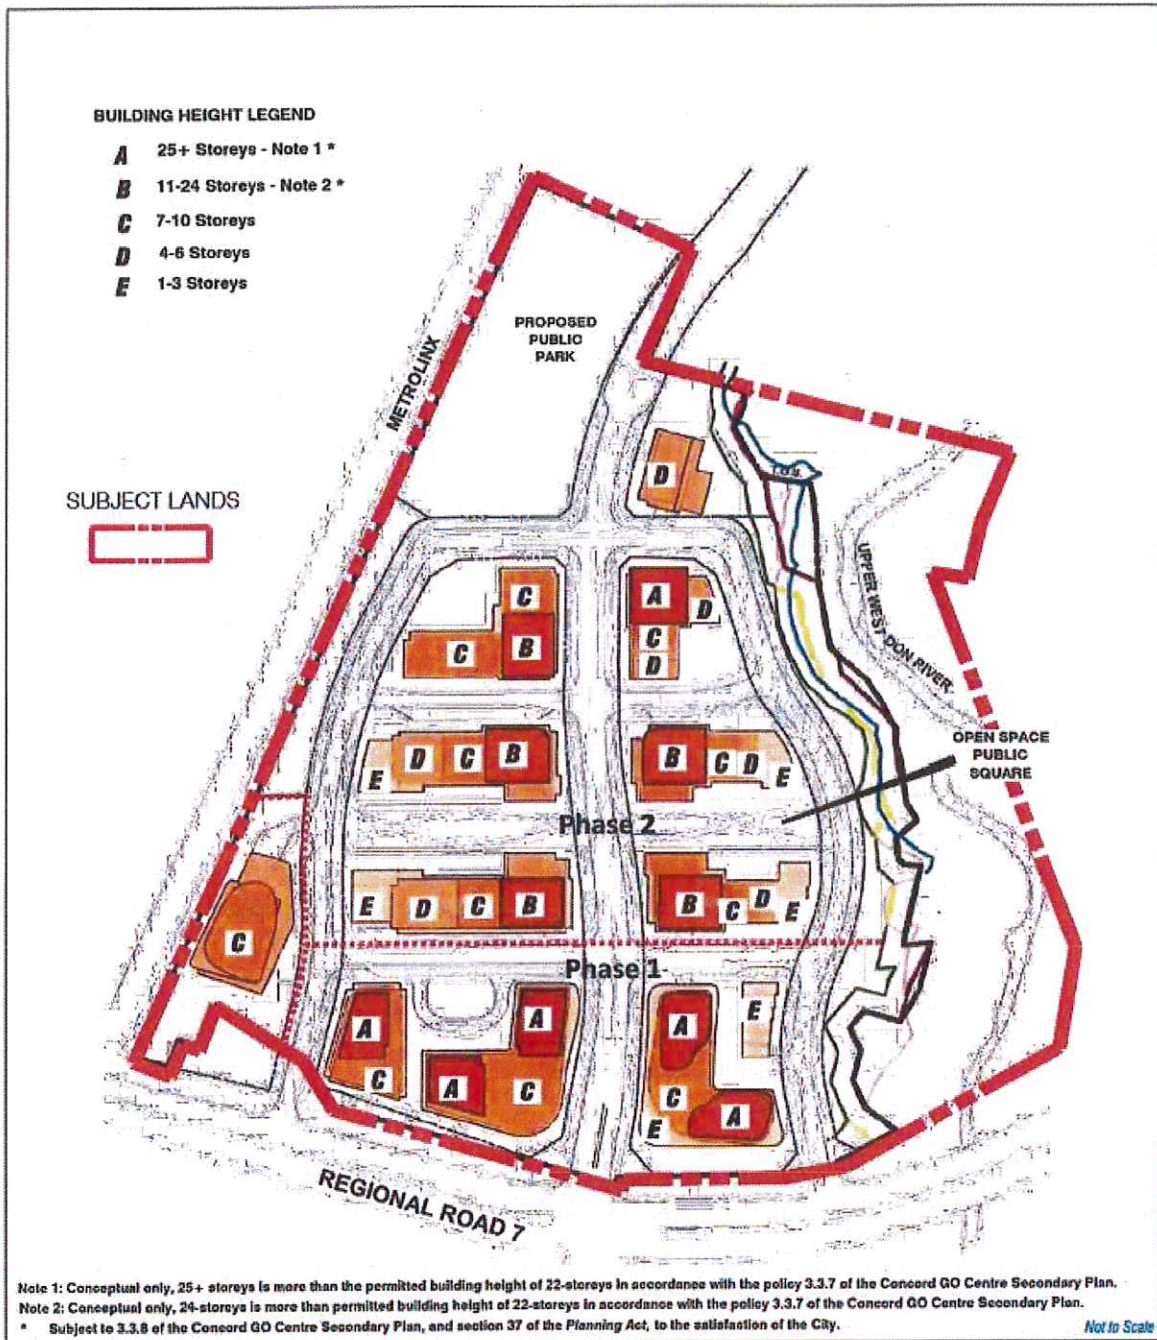 BUILDING HEIGHT LEGEND
A 25+ Storeys - Note 1 *
B 11-24 Storeys - Note 2 *
C 7-10 Storeys
D 4-6 Storeys
E 1-3 Storeys
PROPOSED
PUBLIC
PARK
METROLINX
SUBJECT LANDS
D
T.O.B.
UPPER WEST DON RIVER
C
A
D
C
B
C
D
OPEN SPACE
PUBLIC
SQUARE
E
D
C
B
B
C
D
E
Phase 2
E
D
C
B
B
C
D
E
C
Phase 1
A
A
A
E
C
A
C
C
A
E
REGIONAL ROAD 7
Note 1: Conceptual only, 25+ storeys is more than the permitted building height of 22-storeys in accordance with the policy 3.3.7 of the Concord GO Centre Secondary Plan.
Note 2: Conceptual only, 24-storeys is more than permitted building height of 22-storeys in accordance with the policy 3.3.7 of the Concord GO Centre Secondary Plan.
* Subject to 3.3.8 of the Concord GO Centre Secondary Plan, and section 37 of the Planning Act, to the satisfaction of the City.
Not to Scale